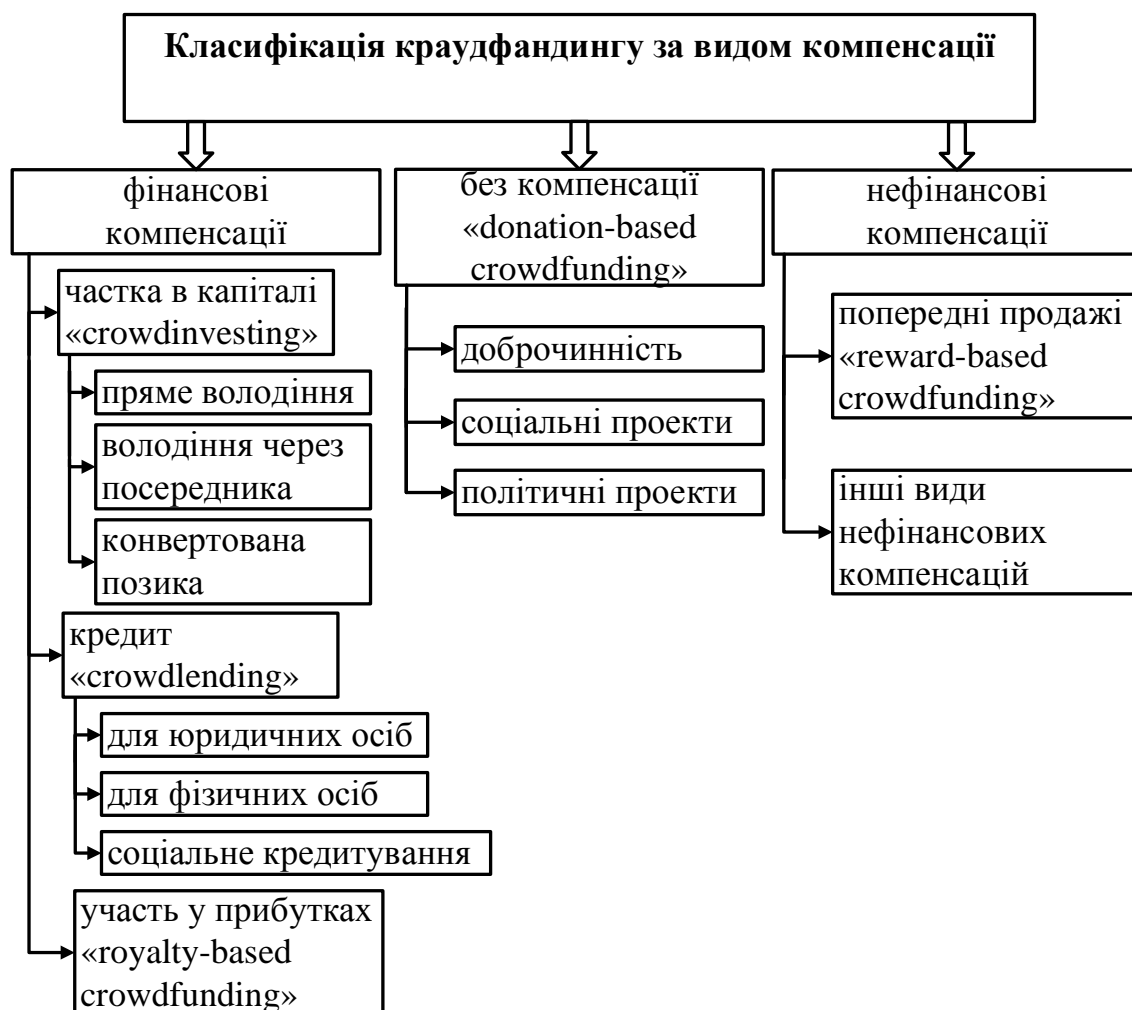 Класифікація краудфандингу за видом компенсації
фінансові
компенсації
частка в капіталі
«crowdinvesting»
пряме володіння
володіння через
посередника
конвертована
позика
кредит
«crowdlending»
для юридичних осіб
для фізичних осіб
соціальне кредитування
участь у прибутках
«royalty-based
crowdfunding»
без компенсації
«donation-based
crowdfunding»
доброчинність
соціальні проекти
політичні проекти
нефінансові
компенсації
попередні продажі
«reward-based
crowdfunding»
інші види
нефінансових
компенсацій